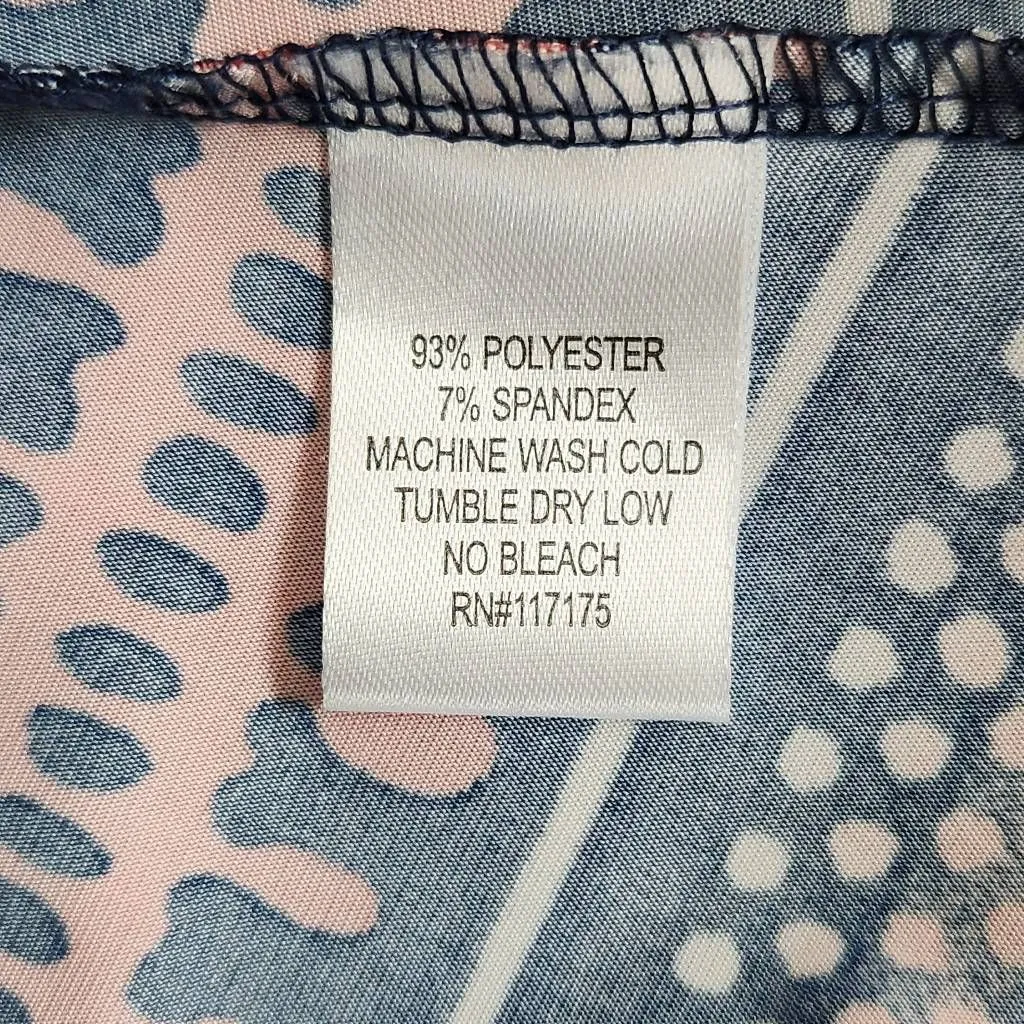 93% POLYESTER
7% SPANDEX
MACHINE WASH COLD
TUMBLE DRY LOW
NO BLEACH
RN#117175